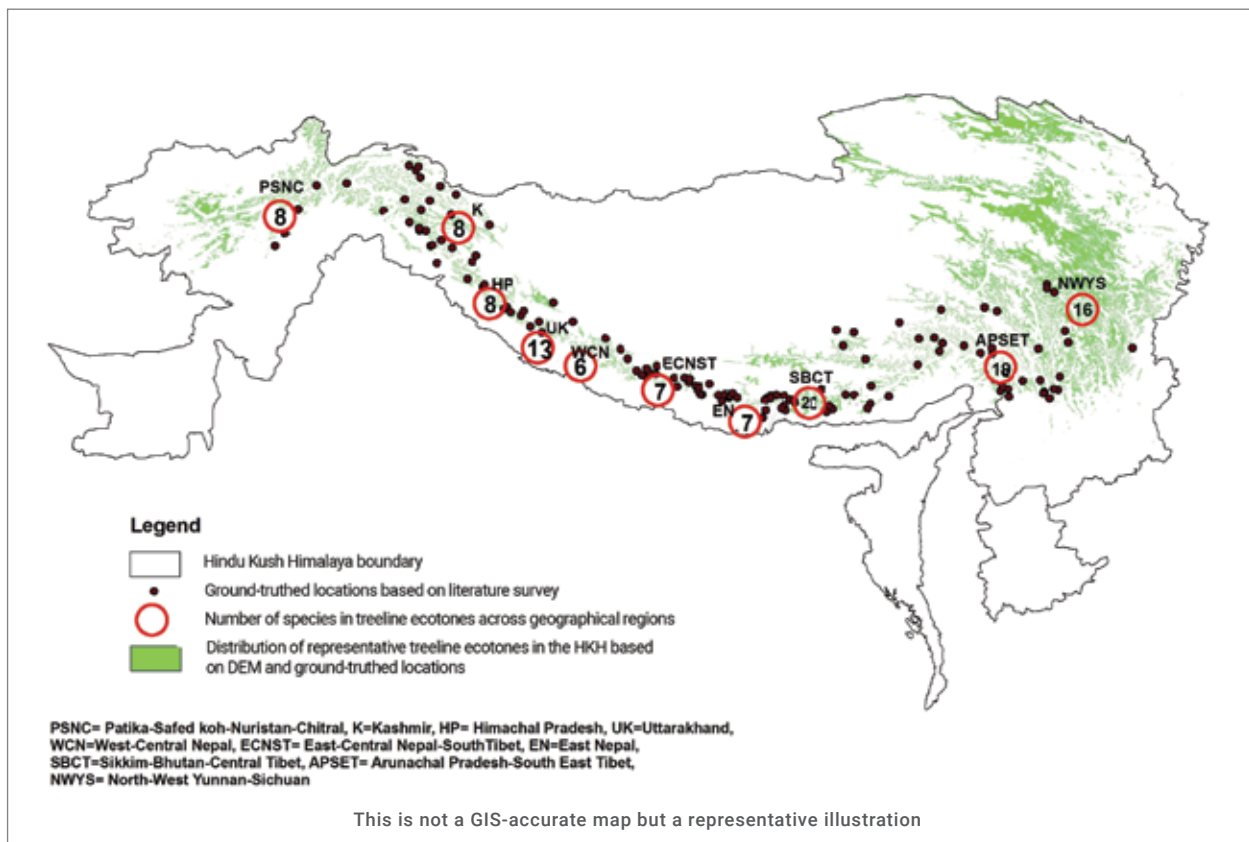 PSNC
8
K
8
HP
8
UK
13
WCN
6
ECNST
7
EN
7
SBCT
APSET
NWYS
16
Legend
Hindu Kush Himalaya boundary
Ground-truthed locations based on literature survey
Number of species in treeline ecotones across geographical regions
Distribution of representative treeline ecotones in the HKH based
on DEM and ground-truthed locations
PSNC= Patika-Safed koh-Nuristan-Chitral, K=Kashmir, HP= Himachal Pradesh, UK=Uttarakhand,
WCN=West-Central Nepal, ECNST= East-Central Nepal-SouthTibet, EN=East Nepal,
SBCT=Sikkim-Bhutan-Central Tibet, APSET= Arunachal Pradesh-South East Tibet,
NWYS= North-West Yunnan-Sichuan
This is not a GIS-accurate map but a representative illustration